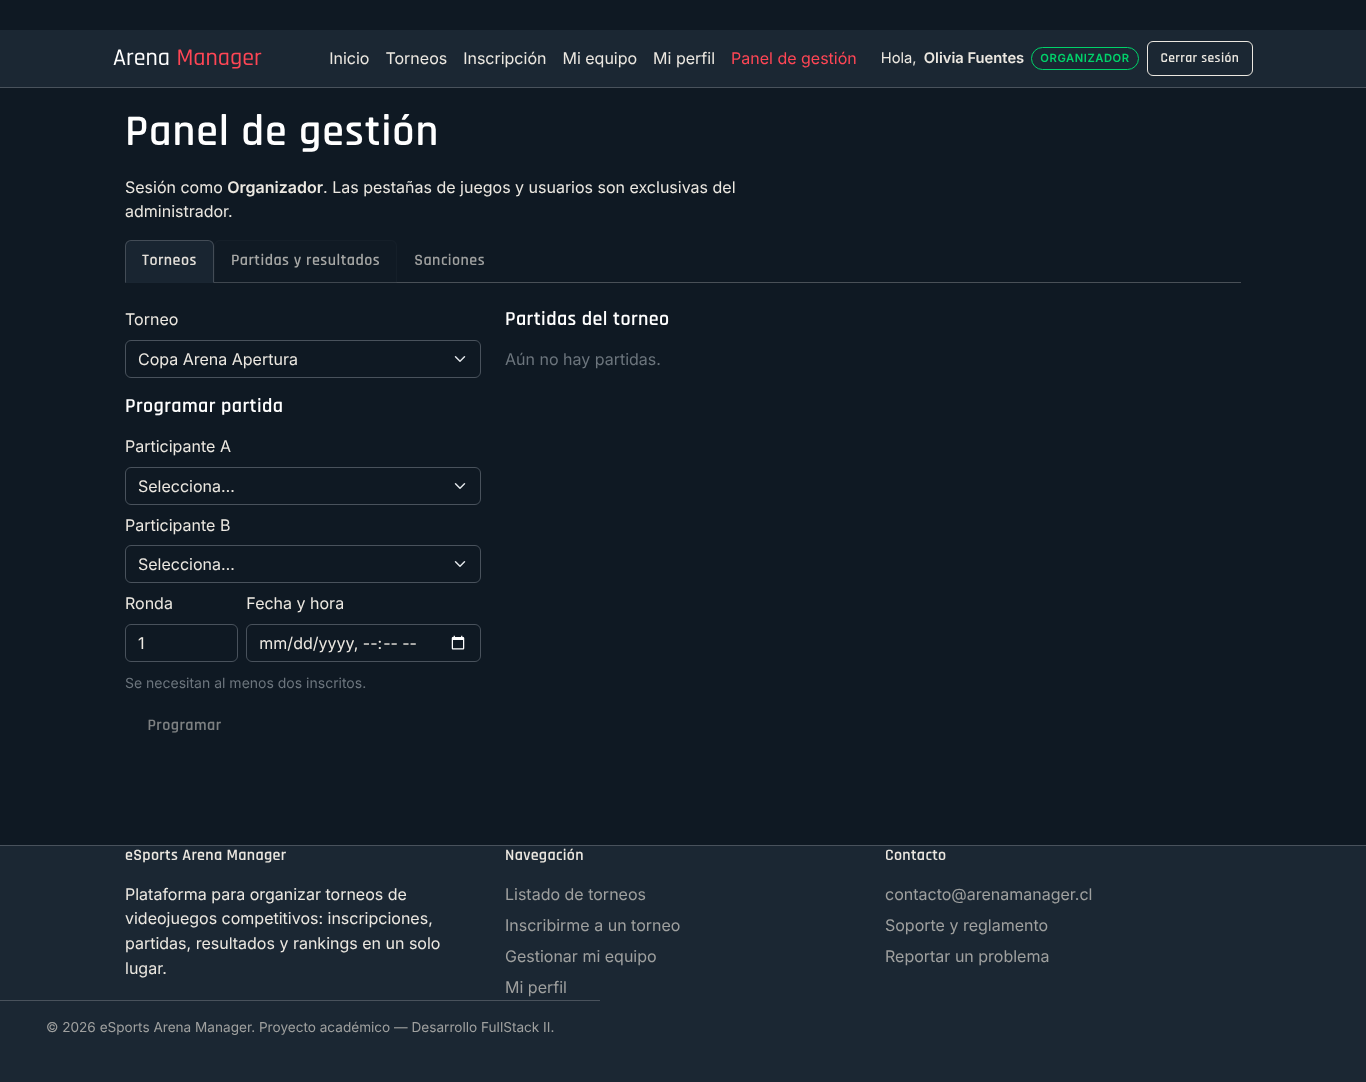 Arena Manager
Inicio
Torneos
Inscripción
Mi equipo
Mi perfil
Panel de gestión
Hola, Olivia Fuentes
ORGANIZADOR
Cerrar sesión
Panel de gestión
Sesión como Organizador. Las pestañas de juegos y usuarios son exclusivas del
administrador.
Torneos
Partidas y resultados
Sanciones
Torneo
Copa Arena Apertura
Programar partida
Participante A
Selecciona...
Participante B
Selecciona...
Ronda
Fecha y hora
1
mm/dd/yyyy, --:-- --
Se necesitan al menos dos inscritos.
Programar
Partidas del torneo
Aún no hay partidas.
eSports Arena Manager
Plataforma para organizar torneos de
videojuegos competitivos: inscripciones,
partidas, resultados y rankings en un solo
lugar.
Navegación
Listado de torneos
Inscribirme a un torneo
Gestionar mi equipo
Mi perfil
Contacto
contacto@arenamanager.cl
Soporte y reglamento
Reportar un problema
© 2026 eSports Arena Manager. Proyecto académico — Desarrollo FullStack II.